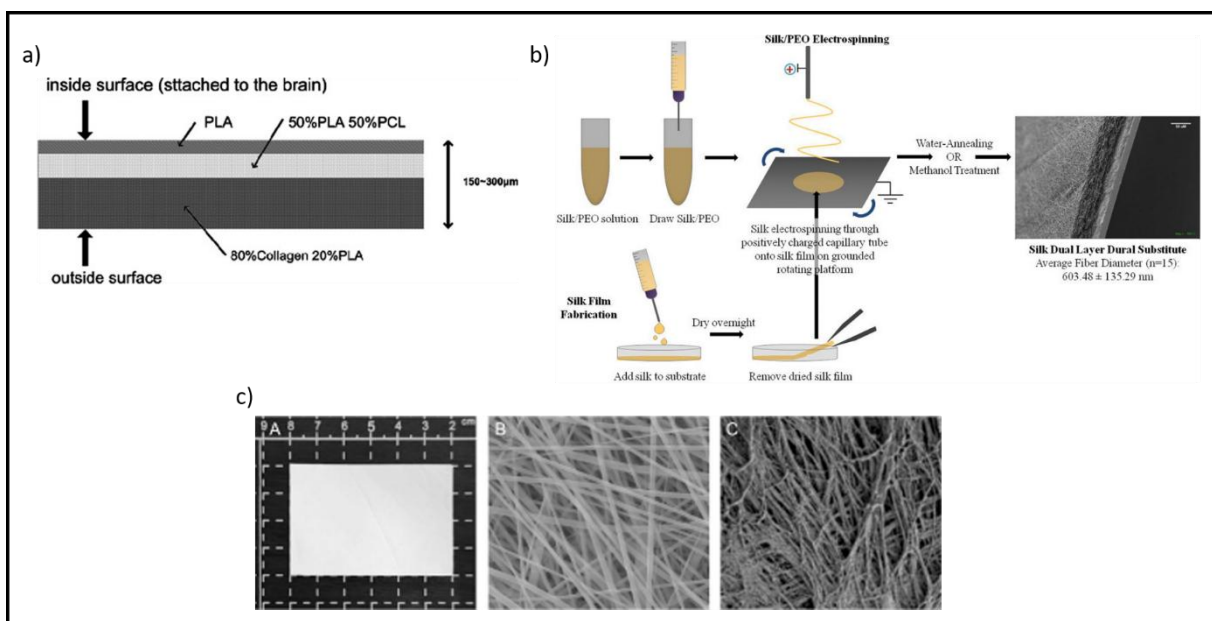 a)
inside surface (sttached to the brain)
PLA
50%PLA 50%PCL
150~300μm
80%Collagen 20%PLA
outside surface
b)
Silk/PEO Electrospinning
+
Silk/PEO solution
Draw Silk/PEO
Silk electrospinning through
positively charged capillary tube
onto silk film on grounded
rotating platform
Water-Annealing
OR
Methanol Treatment
Silk Dual Layer Dural Substitute
Average Fiber Diameter (n=15):
603.48 ± 135.29 nm
Silk Film
Fabrication
Dry overnight
Add silk to substrate
Remove dried silk film
c)
A
9 8 7 6 5 4 3 2 cm
B
C